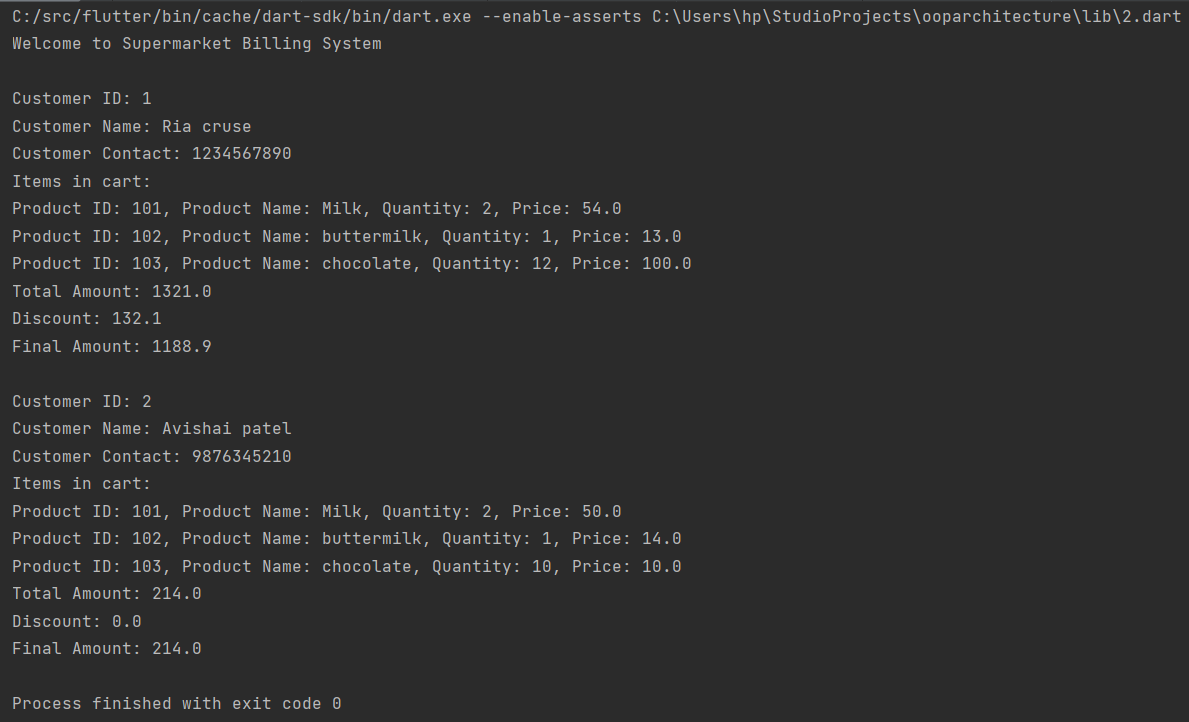 C:/src/flutter/bin/cache/dart-sdk/bin/dart.exe --enable-asserts C:\Users\hp\StudioProjects\ooparchitecture\lib\2.dart
Welcome to Supermarket Billing System
Customer ID: 1
Customer Name: Ria cruse
Customer Contact: 1234567890
Items in cart:
Product ID: 101, Product Name: Milk, Quantity: 2, Price: 54.0
Product ID: 102, Product Name: buttermilk, Quantity: 1, Price: 13.0
Product ID: 103, Product Name: chocolate, Quantity: 12, Price: 100.0
Total Amount: 1321.0
Discount: 132.1
Final Amount: 1188.9
Customer ID: 2
Customer Name: Avishai patel
Customer Contact: 9876345210
Items in cart:
Product ID: 101, Product Name: Milk, Quantity: 2, Price: 50.0
Product ID: 102, Product Name: buttermilk, Quantity: 1, Price: 14.0
Product ID: 103, Product Name: chocolate, Quantity: 10, Price: 10.0
Total Amount: 214.0
Discount: 0.0
Final Amount: 214.0
Process finished with exit code 0